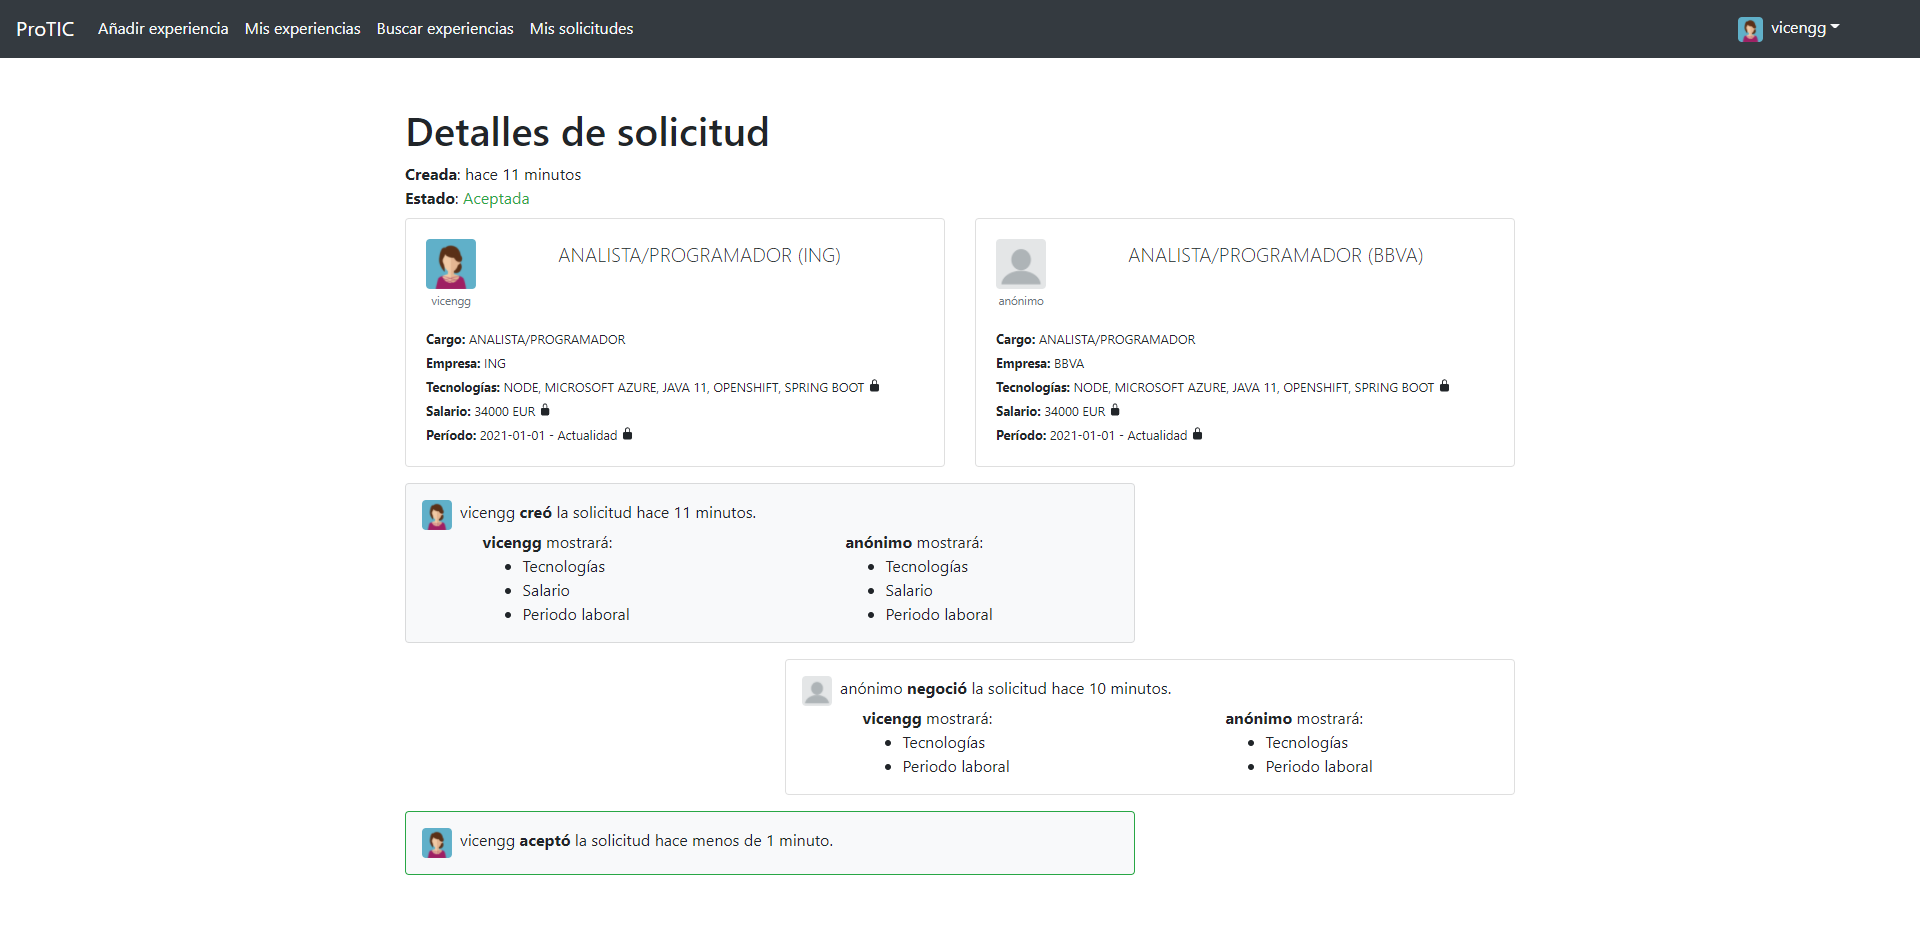 ProTIC Añadir experiencia Mis experiencias Buscar experiencias Mis solicitudes vicengg
Detalles de solicitud
Creada: hace 11 minutos
Estado: Aceptada
ANALISTA/PROGRAMADOR (ING)
vicengg
Cargo: ANALISTA/PROGRAMADOR
Empresa: ING
Tecnologías: NODE, MICROSOFT AZURE, JAVA 11, OPENSHIFT, SPRING BOOT
Salario: 34000 EUR
Período: 2021-01-01 - Actualidad
ANALISTA/PROGRAMADOR (BBVA)
anónimo
Cargo: ANALISTA/PROGRAMADOR
Empresa: BBVA
Tecnologías: NODE, MICROSOFT AZURE, JAVA 11, OPENSHIFT, SPRING BOOT
Salario: 34000 EUR
Período: 2021-01-01 - Actualidad
vicengg creó la solicitud hace 11 minutos.
vicengg mostrará:
• Tecnologías
• Salario
• Periodo laboral
anónimo mostrará:
• Tecnologías
• Salario
• Periodo laboral
anónimo negoció la solicitud hace 10 minutos.
vicengg mostrará:
• Tecnologías
• Periodo laboral
anónimo mostrará:
• Tecnologías
• Periodo laboral
vicengg aceptó la solicitud hace menos de 1 minuto.